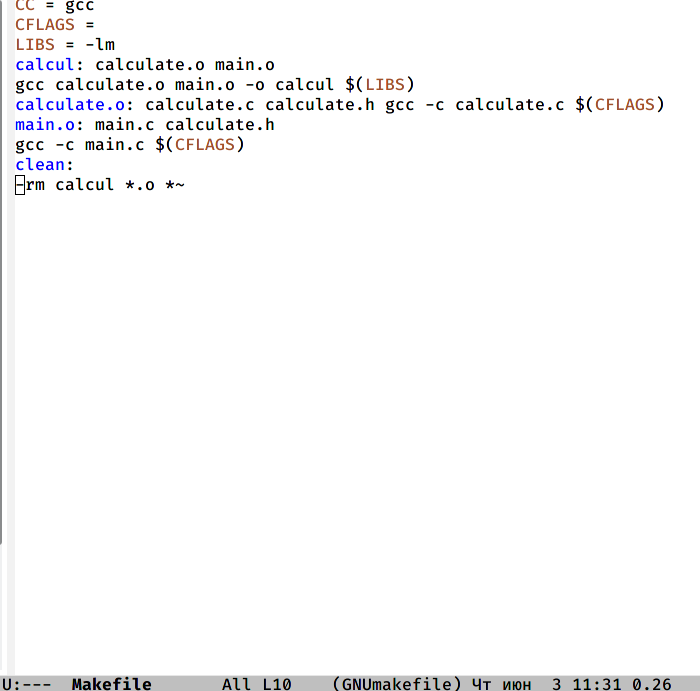 CC = gcc
CFLAGS =
LIBS = -lm
calcul: calculate.o main.o
gcc calculate.o main.o -o calcul $(LIBS)
calculate.o: calculate.c calculate.h gcc -c calculate.c $(CFLAGS)
main.o: main.c calculate.h
gcc -c main.c $(CFLAGS)
clean:
-rm calcul *.o *~
U:--- Makefile All L10 (GNUmakefile) Чт июн 3 11:31 0.26